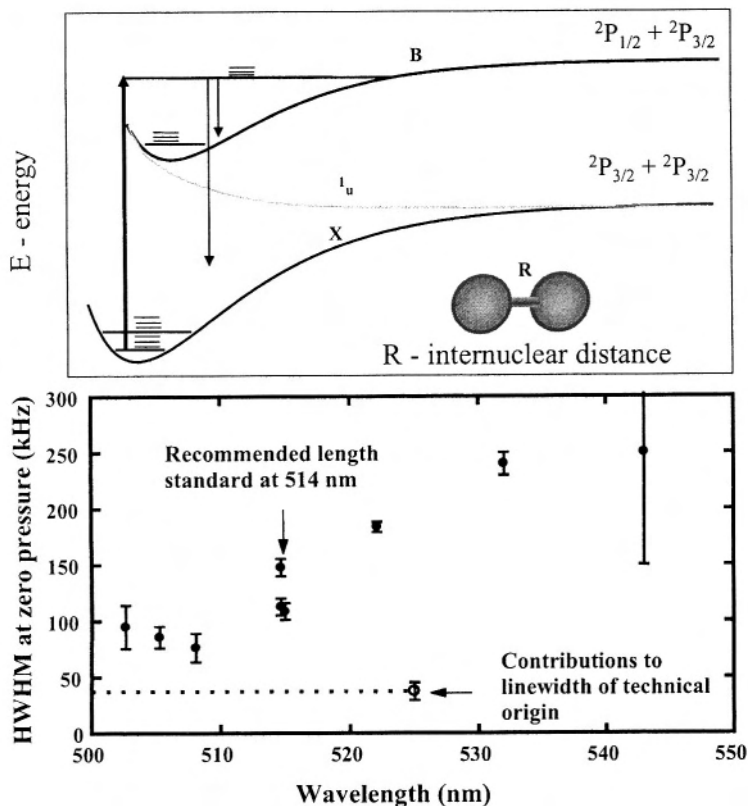 B
²P₁/₂ + ²P₃/₂
²P₃/₂ + ²P₃/₂
1ᵤ
X
R
E - energy
R - internuclear distance
300
250
200
150
100
50
0
HWHM at zero pressure (kHz)
Recommended length
standard at 514 nm
Contributions to
linewidth of technical
origin
500
510
520
530
540
550
Wavelength (nm)